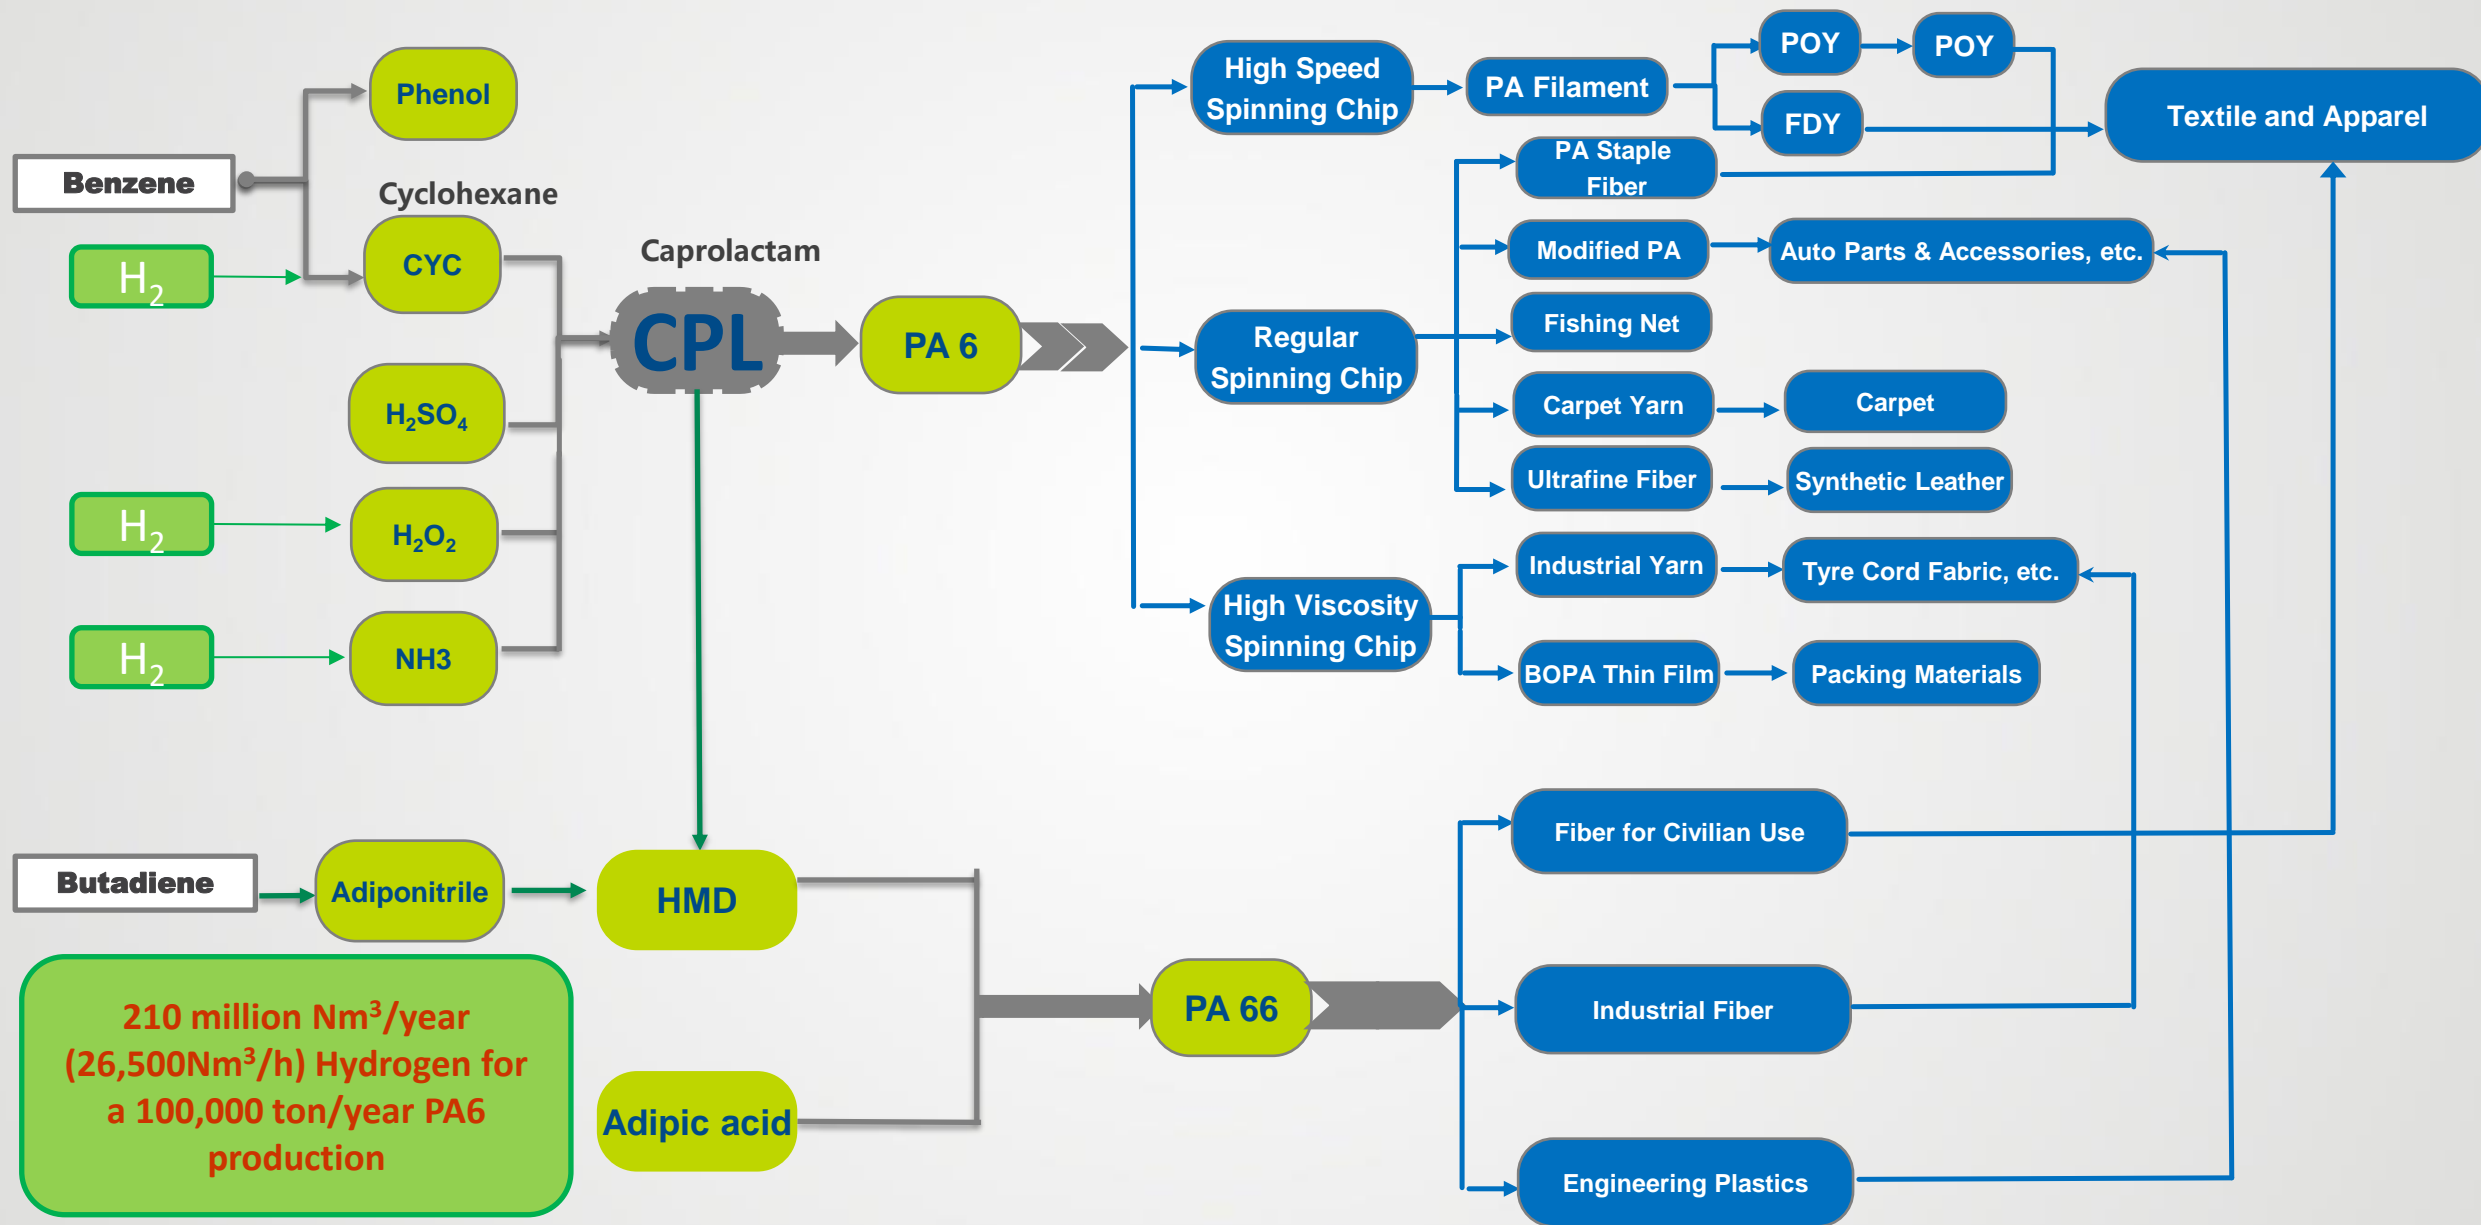 Phenol
Benzene
Cyclohexane
H₂
CYC
Caprolactam
CPL
PA 6
H₂SO₄
H₂
H₂O₂
H₂
NH3
High Speed
Spinning Chip
PA Filament
POY
POY
FDY
Textile and Apparel
PA Staple
Fiber
Modified PA
Auto Parts & Accessories, etc.
Regular
Spinning Chip
Fishing Net
Carpet Yarn
Carpet
Ultrafine Fiber
Synthetic Leather
High Viscosity
Spinning Chip
Industrial Yarn
Tyre Cord Fabric, etc.
BOPA Thin Film
Packing Materials
Butadiene
Adiponitrile
HMD
Adipic acid
PA 66
Fiber for Civilian Use
Industrial Fiber
Engineering Plastics
210 million Nm³/year
(26,500Nm³/h) Hydrogen for
a 100,000 ton/year PA6
production